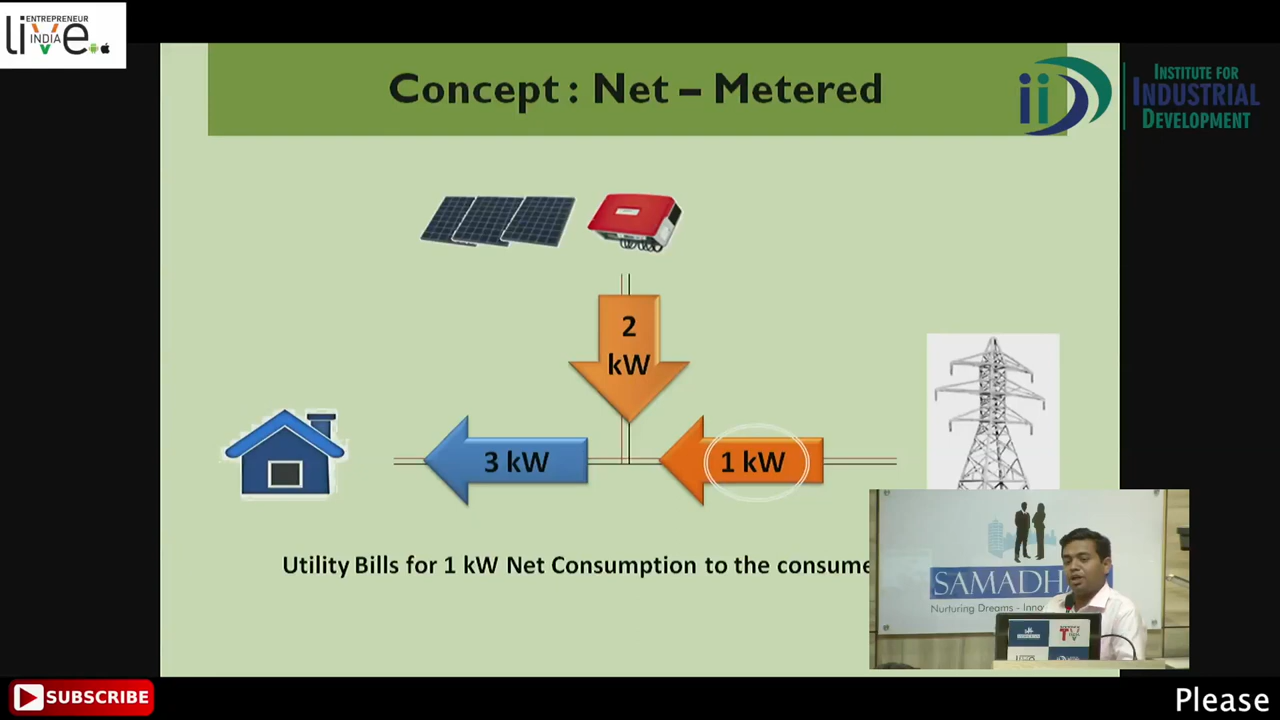 ENTREPRENEUR
INDIA
live
Concept : Net – Metered
iid
INSTITUTE FOR
INDUSTRIAL
DEVELOPMENT
2
kW
3 kW
1 kW
Utility Bills for 1 kW Net Consumption to the consume
SAMADH
Nurturing Dreams - Inno
SUBSCRIBE
Please